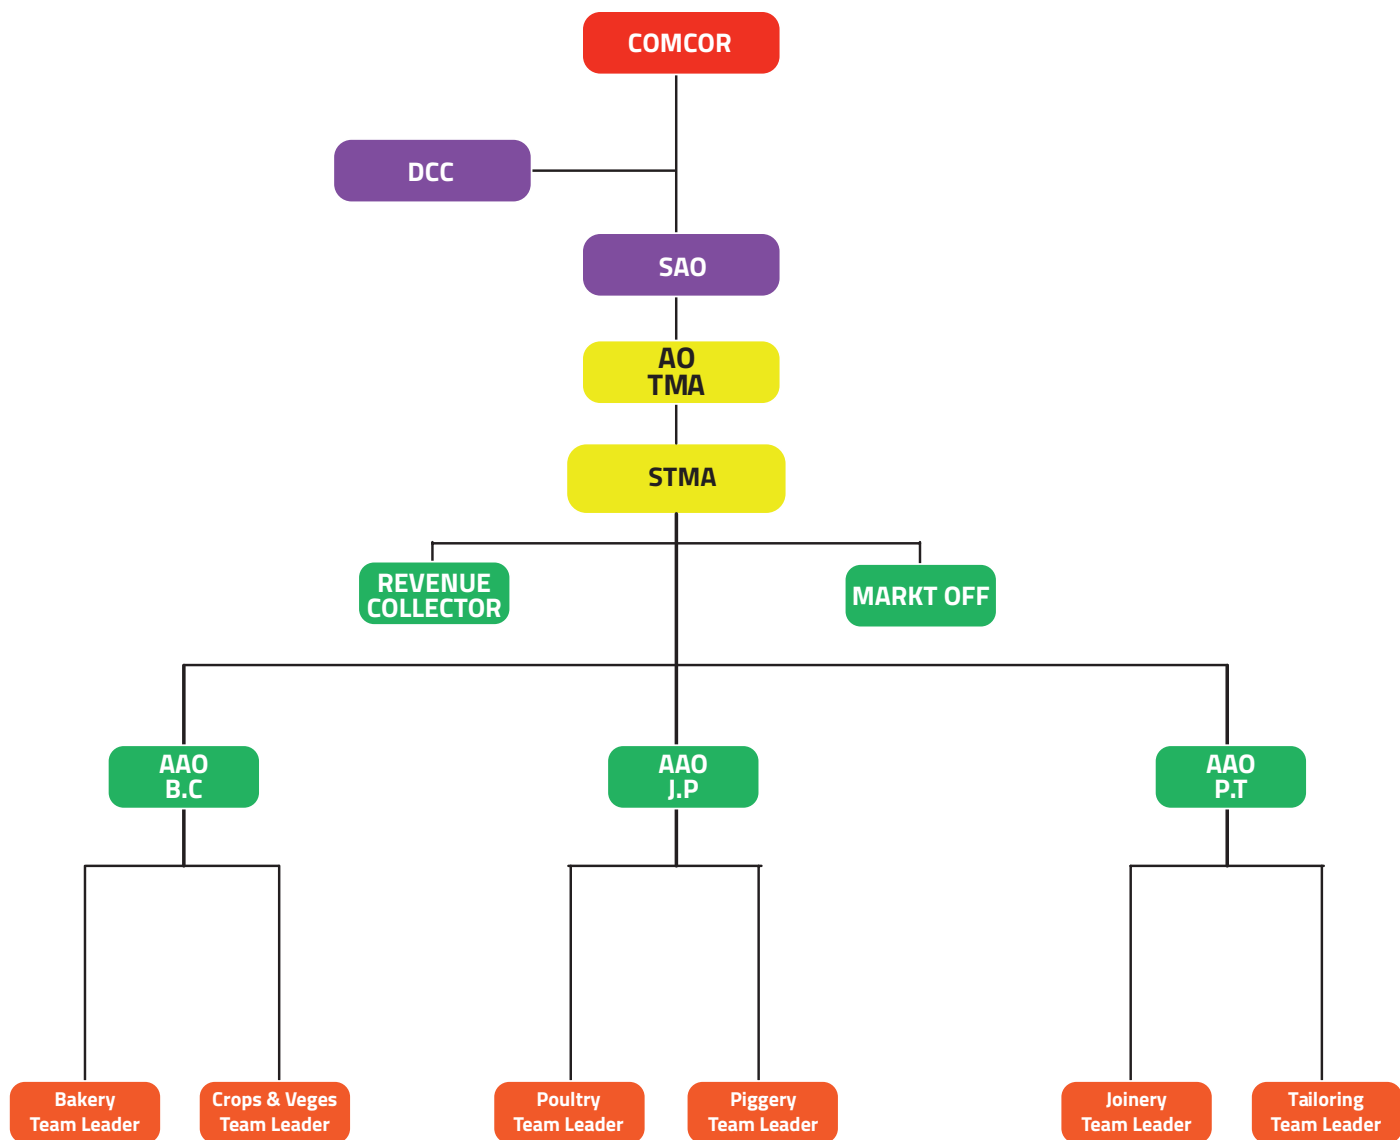 COMCOR
DCC
SAO
AO
TMA
STMA
REVENUE
COLLECTOR
MARKT OFF
AAO
B.C
AAO
J.P
AAO
P.T
Bakery
Team Leader
Crops & Veges
Team Leader
Poultry
Team Leader
Piggery
Team Leader
Joinery
Team Leader
Tailoring
Team Leader